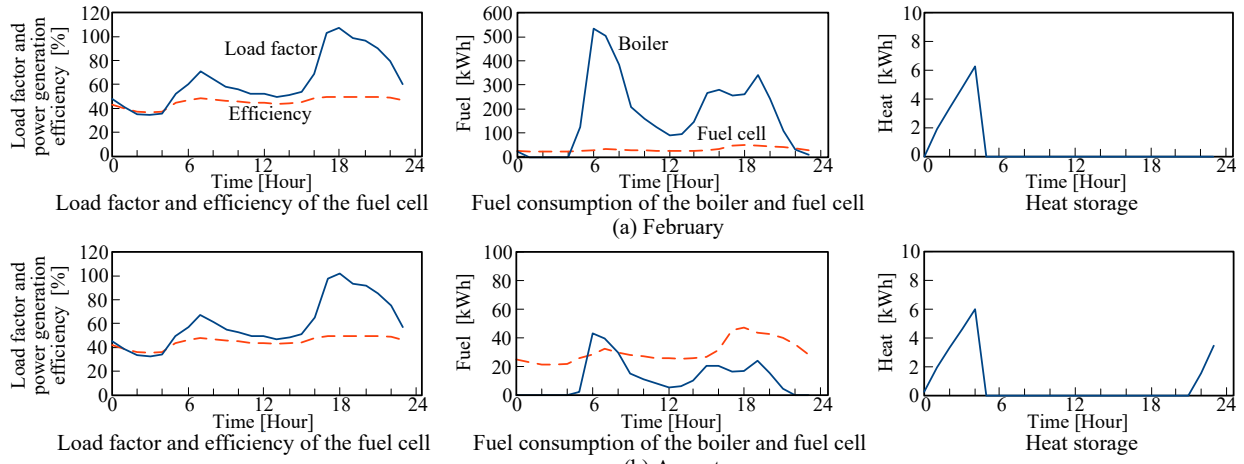 Load factor and
power generation
efficiency [%]
120
100
80
60
40
20
0
Load factor
Efficiency
0 6 12 18 24
Time [Hour]
Load factor and efficiency of the fuel cell
Fuel [kWh]
600
500
400
300
200
100
0
Boiler
Fuel cell
0 6 12 18 24
Time [Hour]
Fuel consumption of the boiler and fuel cell
Heat [kWh]
10
8
6
4
2
0
0 6 12 18 24
Time [Hour]
Heat storage
(a) February
Load factor and
power generation
efficiency [%]
120
100
80
60
40
20
0
0 6 12 18 24
Time [Hour]
Load factor and efficiency of the fuel cell
Fuel [kWh]
100
80
60
40
20
0
0 6 12 18 24
Time [Hour]
Fuel consumption of the boiler and fuel cell
Heat [kWh]
10
8
6
4
2
0
0 6 12 18 24
Time [Hour]
Heat storage